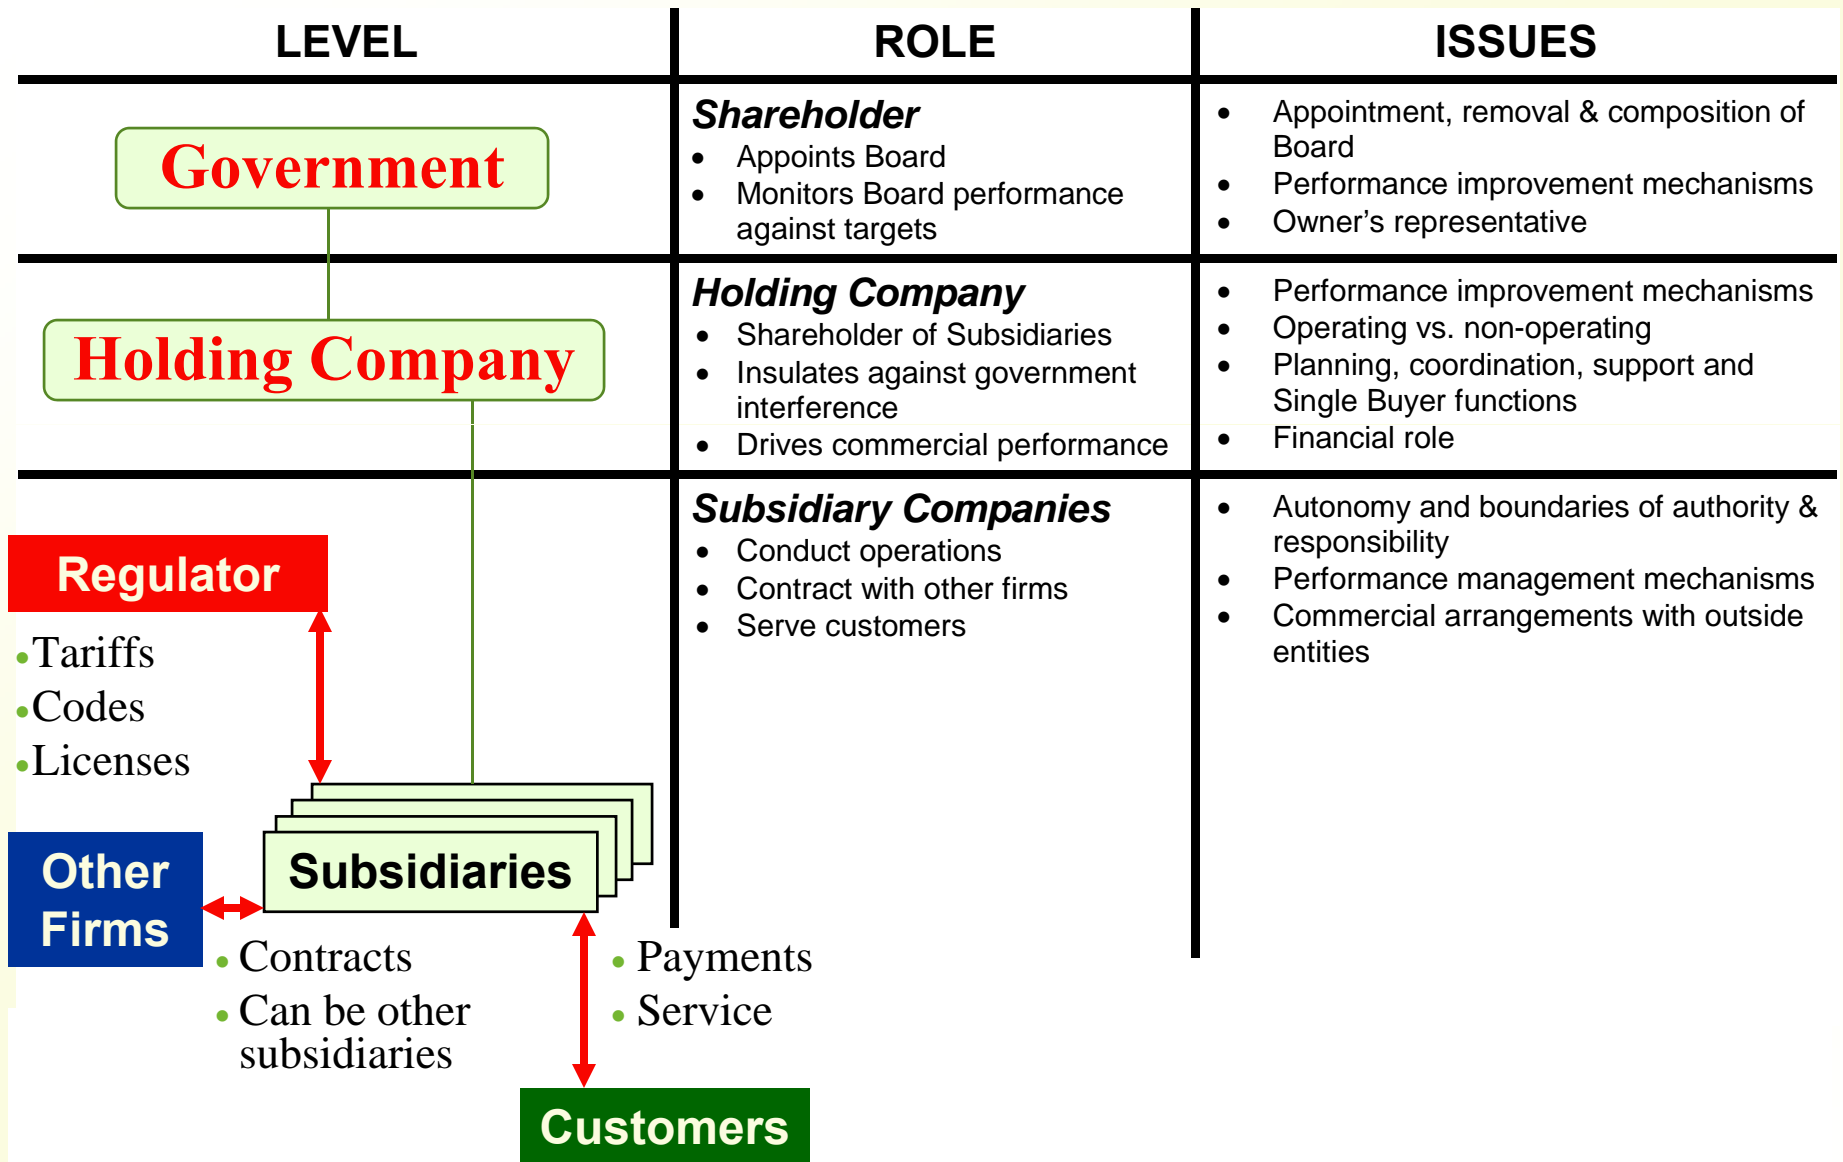 LEVEL
ROLE
ISSUES
Government
Shareholder
• Appoints Board
• Monitors Board performance
against targets
• Appointment, removal & composition of
Board
• Performance improvement mechanisms
• Owner’s representative
Holding Company
Holding Company
• Shareholder of Subsidiaries
• Insulates against government
interference
• Drives commercial performance
• Performance improvement mechanisms
• Operating vs. non-operating
• Planning, coordination, support and
Single Buyer functions
• Financial role
Regulator
• Tariffs
• Codes
• Licenses
Subsidiaries
Other
Firms
• Contracts
• Can be other
subsidiaries
• Payments
• Service
Customers
Subsidiary Companies
• Conduct operations
• Contract with other firms
• Serve customers
• Autonomy and boundaries of authority &
responsibility
• Performance management mechanisms
• Commercial arrangements with outside
entities